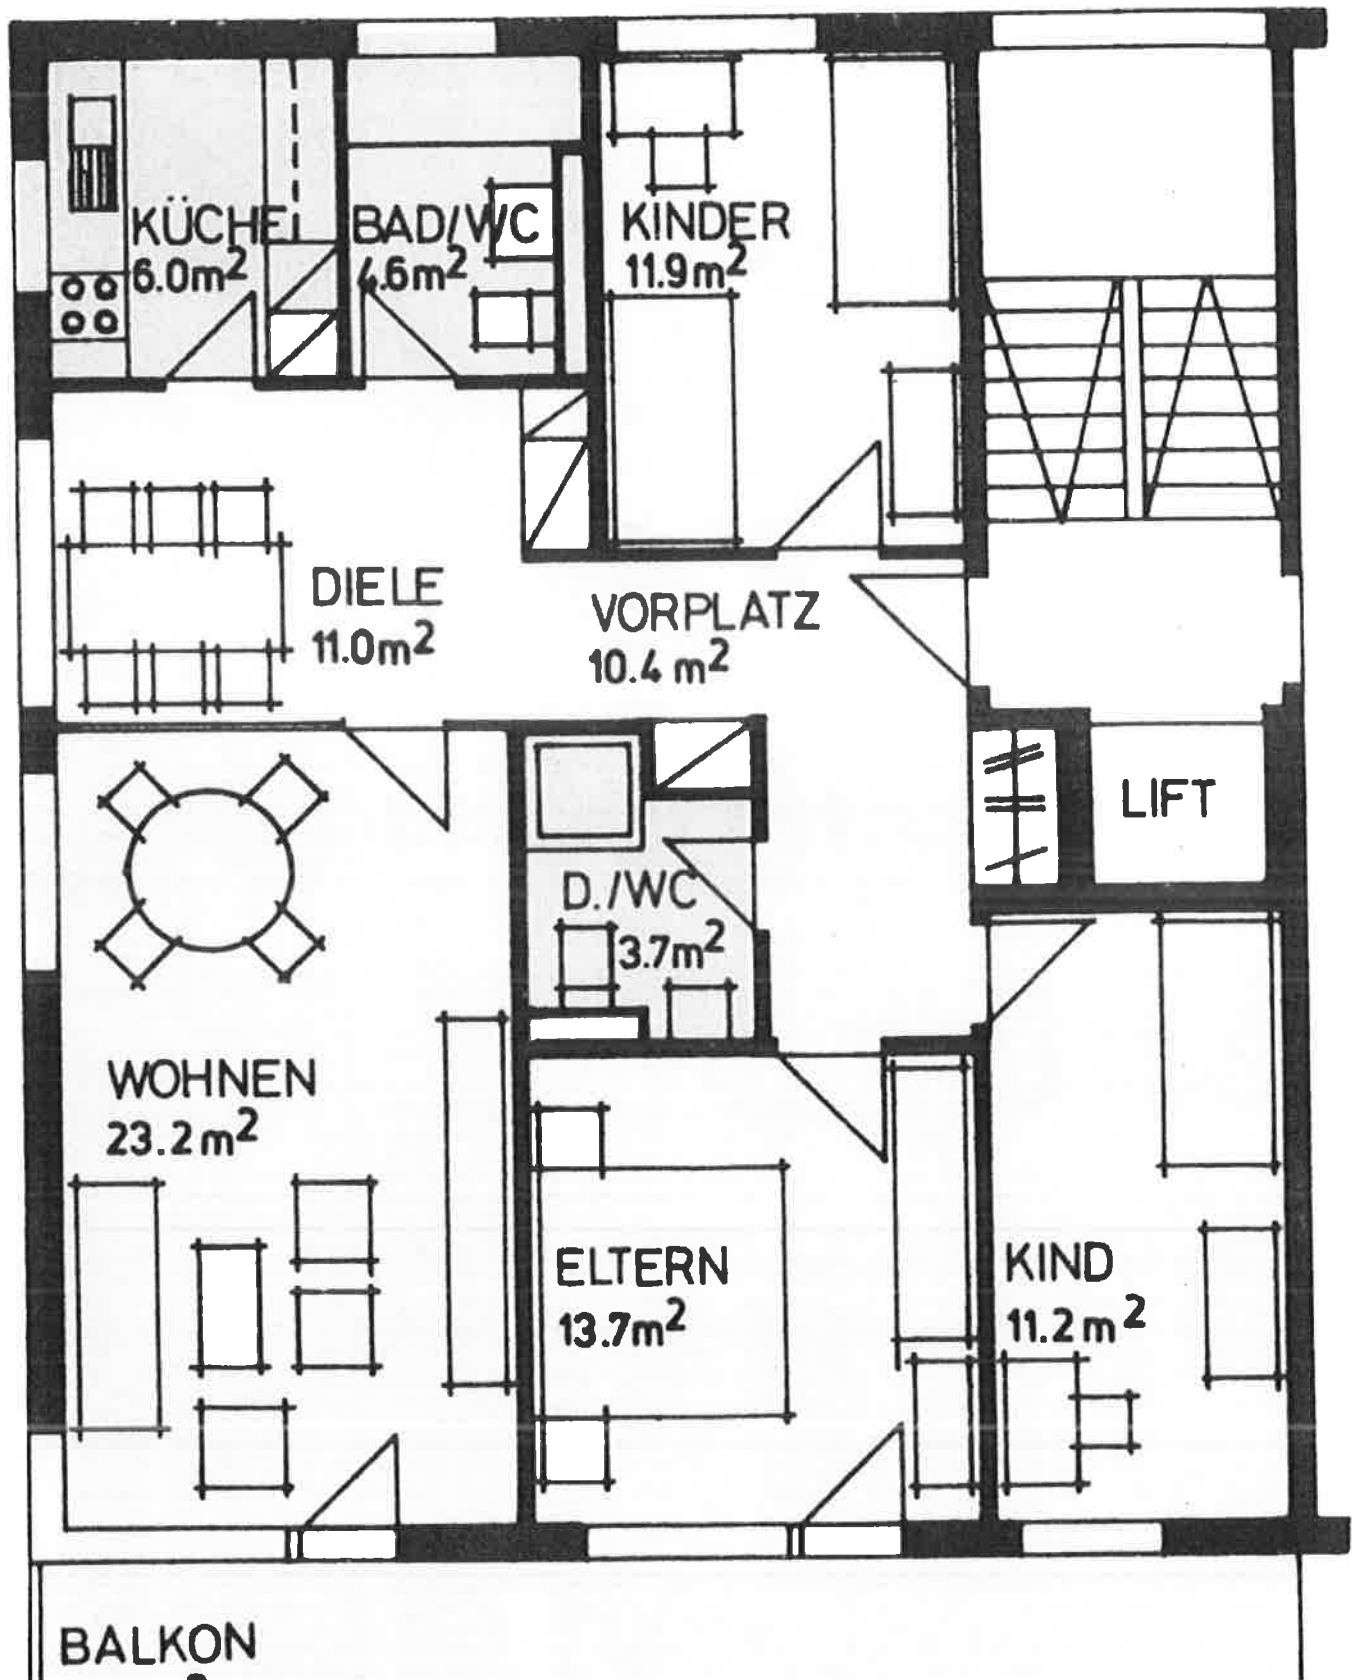 KÜCHE
6.0m²
BAD/WC
4.6m²
KINDER
11.9m²
DIELE
11.0m²
VORPLATZ
10.4 m²
LIFT
D./WC
3.7m²
WOHNEN
23.2m²
ELTERN
13.7m²
KIND
11.2m²
BALKON